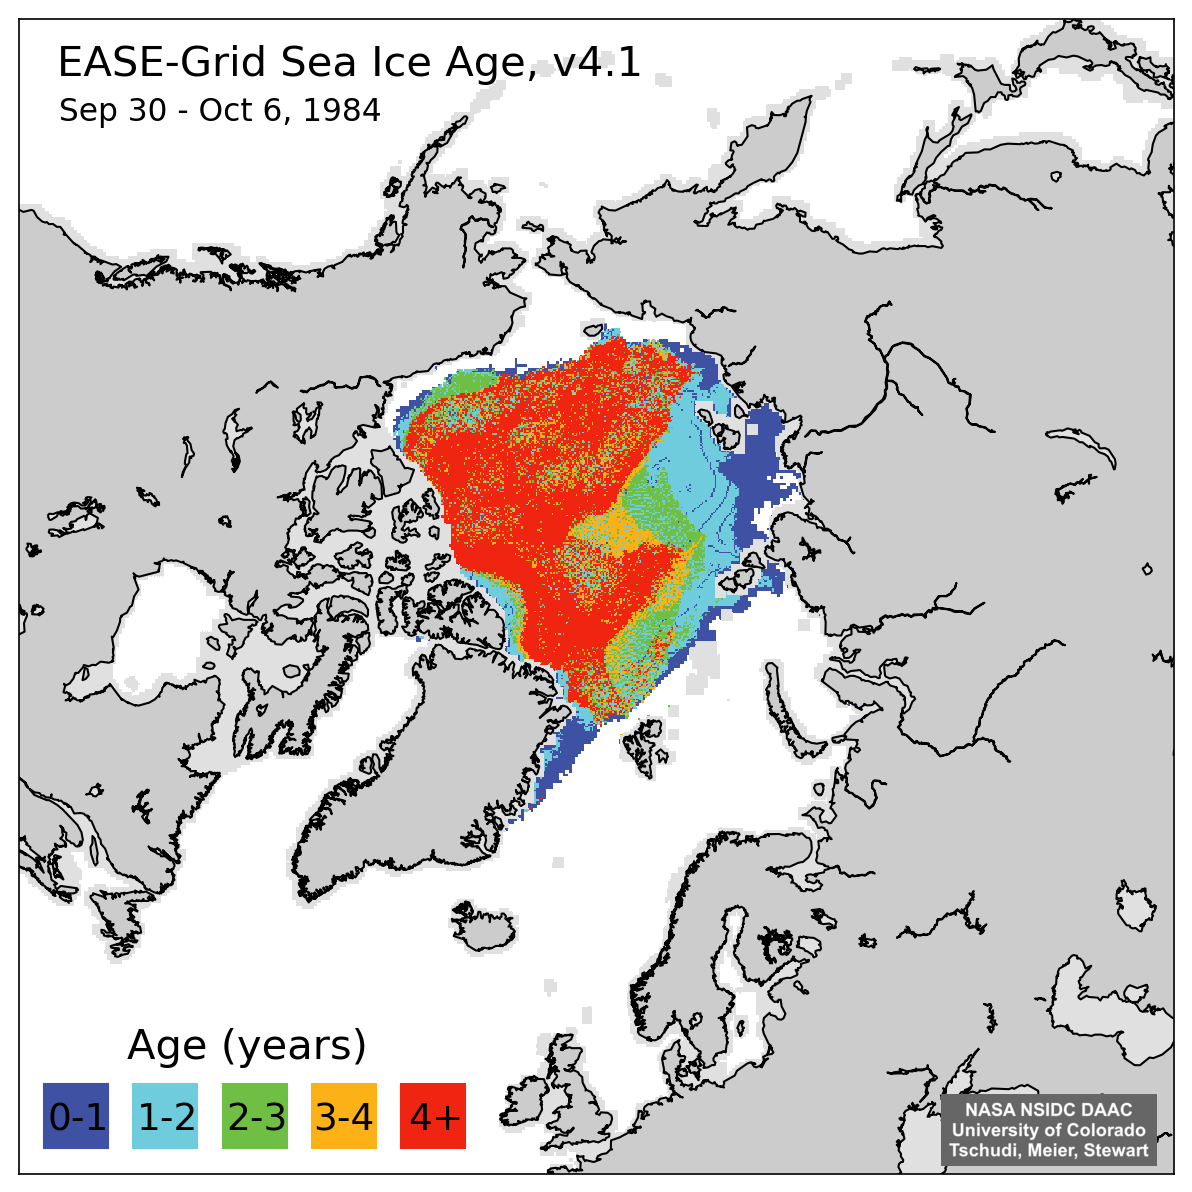 EASE-Grid Sea Ice Age, v4.1
Sep 30 - Oct 6, 1984
Age (years)
0-1 1-2 2-3 3-4 4+
NASA NSIDC DAAC
University of Colorado
Tschudi, Meier, Stewart